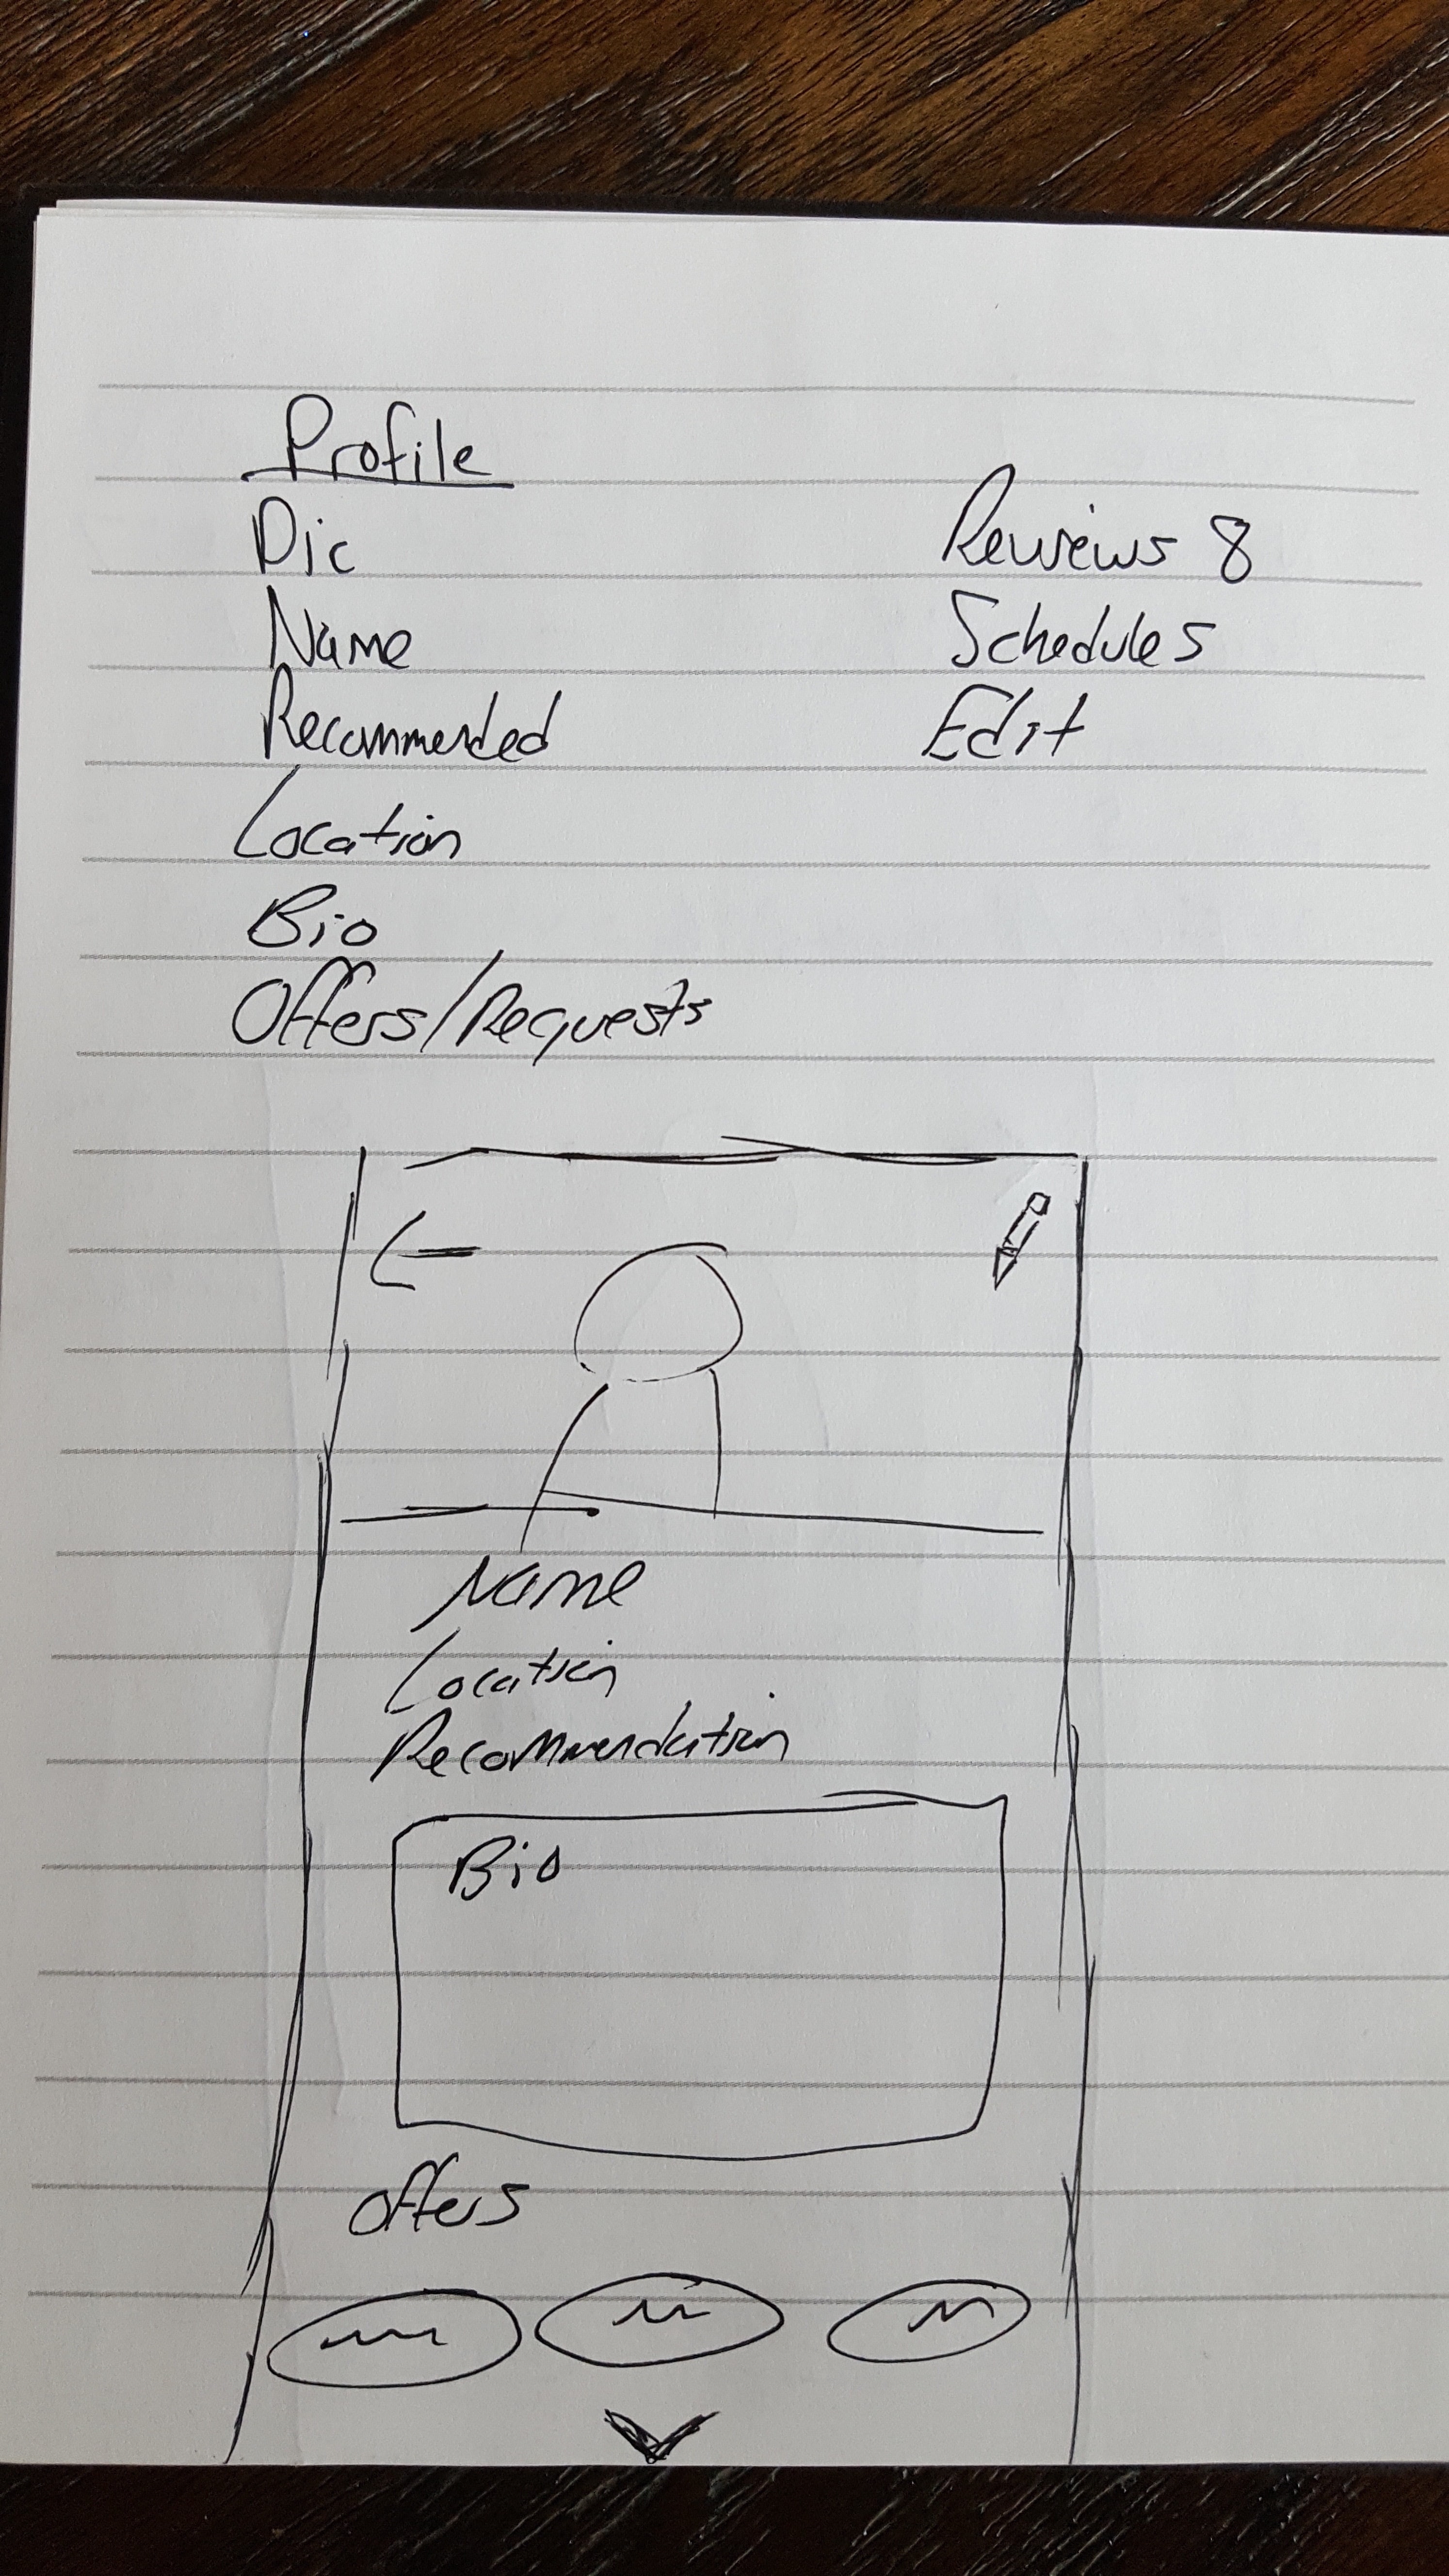 Profile
Pic
Name
Recommended
Location
Bio
Offers/Requests
Reviews 8
Schedules
Edit
Name
Location
Recommendation
Bio
Offers